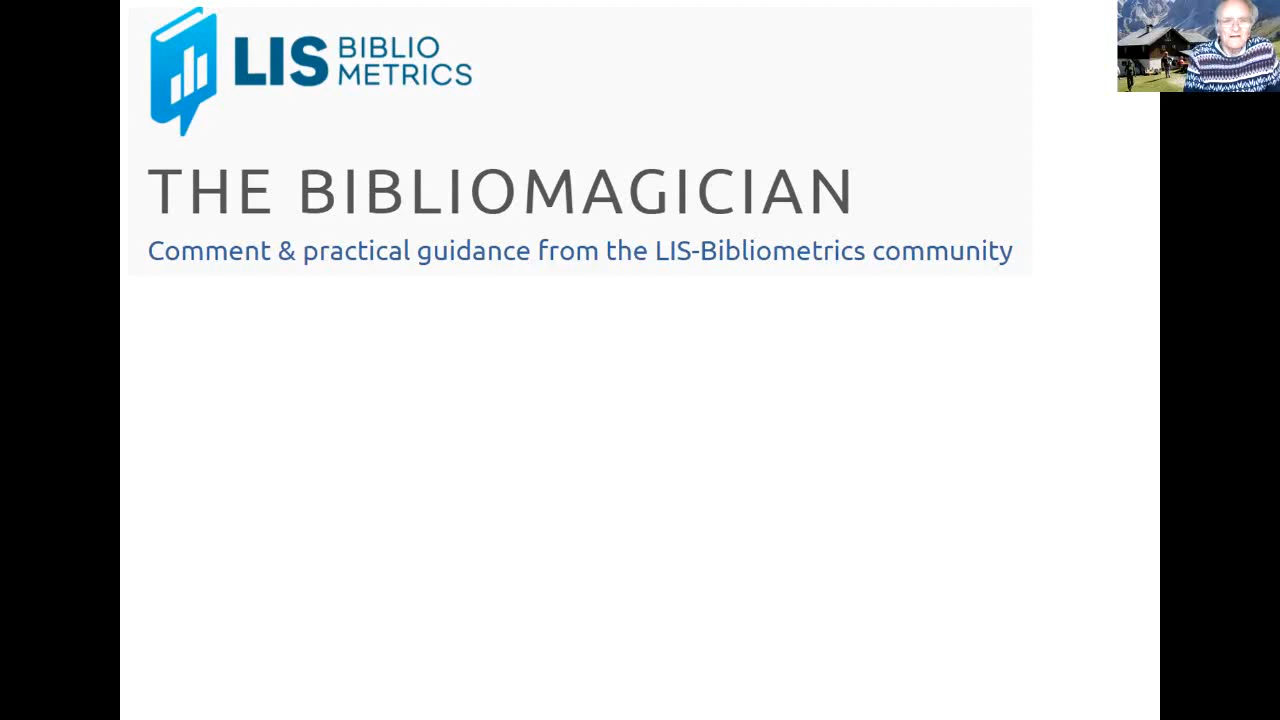 LIS BIBLIO
METRICS
THE BIBLIOMAGICIAN
Comment & practical guidance from the LIS-Bibliometrics community